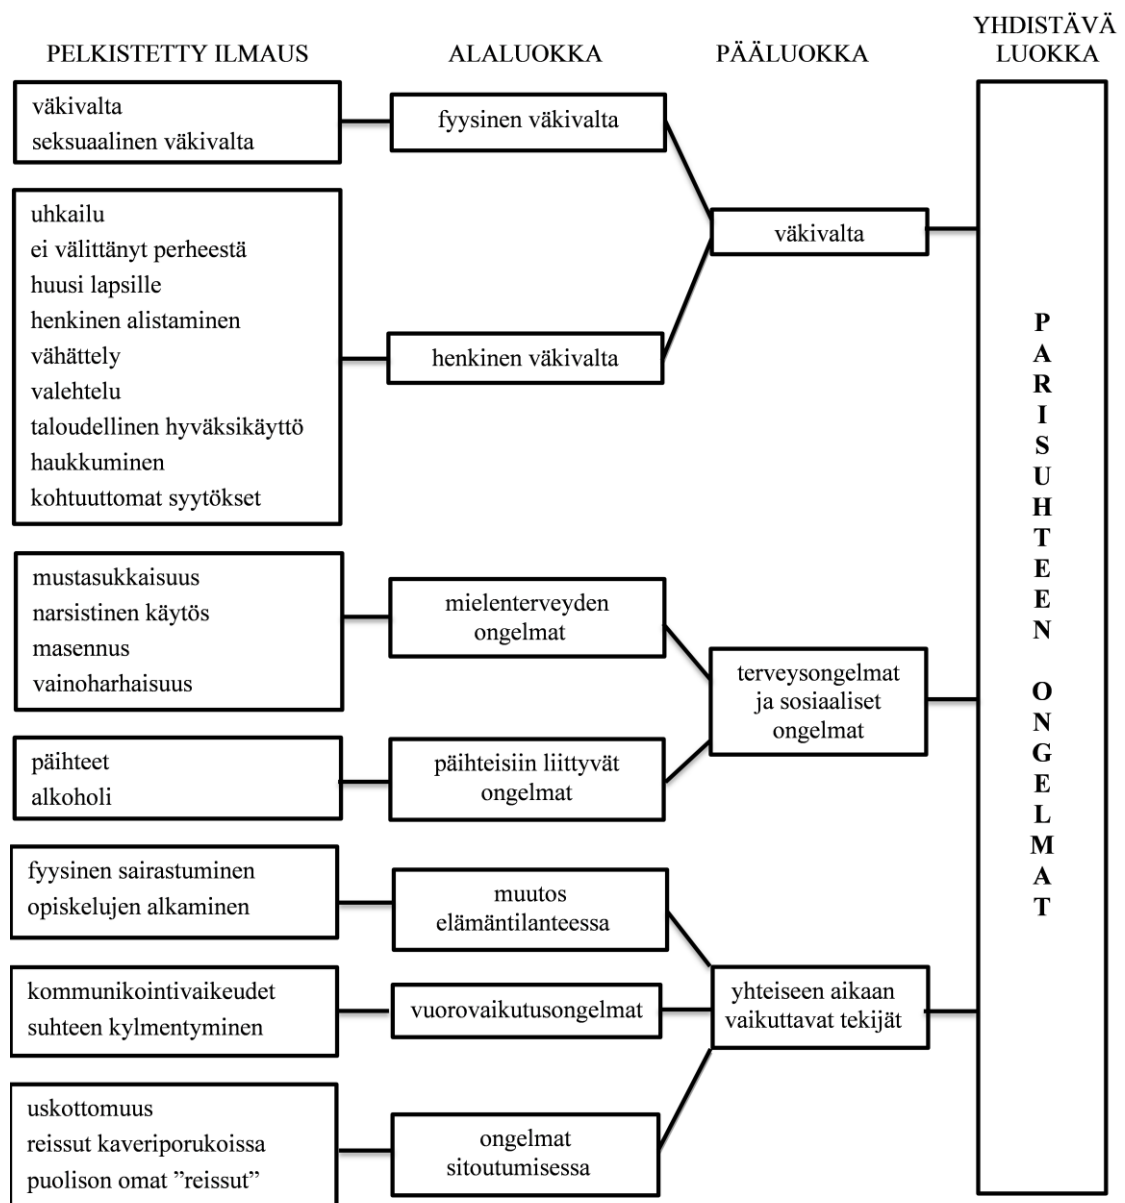 PELKISTETTY ILMAUS
ALALUOKKA
PÄÄLUOKKA
YHDISTÄVÄ
LUOKKA
väkivalta
seksuaalinen väkivalta
fyysinen väkivalta
uhkailu
ei välittänyt perheestä
huusi lapsille
henkinen alistaminen
vähättely
valehtelu
taloudellinen hyväksikäyttö
haukkuminen
kohtuuttomat syytökset
henkinen väkivalta
väkivalta
mustasukkaisuus
narsistinen käytös
masennus
vainoharhaisuus
mielenterveyden
ongelmat
päihteet
alkoholi
päihteisiin liittyvät
ongelmat
terveysongelmat
ja sosiaaliset
ongelmat
fyysinen sairastuminen
opiskelujen alkaminen
muutos
elämäntilanteessa
kommunikointivaikeudet
suhteen kylmentyminen
vuorovaikutusongelmat
uskottomuus
reissut kaveriporukoissa
puolison omat ”reissut”
ongelmat
sitoutumisessa
yhteiseen aikaan
vaikuttavat tekijät
PARISUHTEEN ONGELMAT